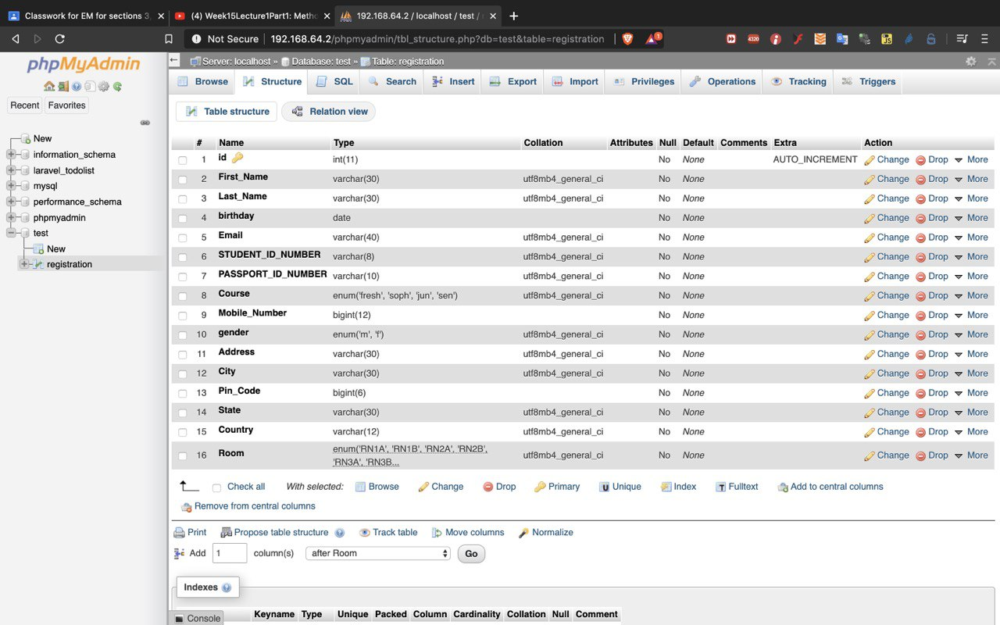 Classwork for EM for sections 3,
(4) Week15Lecture1Part1: Metho
192.168.64.2 / localhost / test / r
Not Secure | 192.168.64.2/phpmyadmin/tbl_structure.php?db=test&table=registration
1
4320
JS
phpMyAdmin
Recent Favorites
New
information_schema
laravel_todolist
mysql
performance_schema
phpmyadmin
test
New
registration
Server: localhost » Database: test » Table: registration
Browse Structure SQL Search Insert Export Import Privileges Operations Tracking Triggers
Table structure Relation view
# Name Type Collation Attributes Null Default Comments Extra Action
1 id int(11) No None AUTO_INCREMENT Change Drop More
2 First_Name varchar(30) utf8mb4_general_ci No None Change Drop More
3 Last_Name varchar(30) utf8mb4_general_ci No None Change Drop More
4 birthday date No None Change Drop More
5 Email varchar(40) utf8mb4_general_ci No None Change Drop More
6 STUDENT_ID_NUMBER varchar(8) utf8mb4_general_ci No None Change Drop More
7 PASSPORT_ID_NUMBER varchar(10) utf8mb4_general_ci No None Change Drop More
8 Course enum('fresh', 'soph', 'jun', 'sen') utf8mb4_general_ci No None Change Drop More
9 Mobile_Number bigint(12) No None Change Drop More
10 gender enum('m', 'f') utf8mb4_general_ci No None Change Drop More
11 Address varchar(30) utf8mb4_general_ci No None Change Drop More
12 City varchar(30) utf8mb4_general_ci No None Change Drop More
13 Pin_Code bigint(6) No None Change Drop More
14 State varchar(30) utf8mb4_general_ci No None Change Drop More
15 Country varchar(12) utf8mb4_general_ci No None Change Drop More
16 Room enum('RN1A', 'RN1B', 'RN2A', 'RN2B', 'RN3A', 'RN3B... utf8mb4_general_ci No None Change Drop More
Check all With selected: Browse Change Drop Primary Unique Index Fulltext Add to central columns
Remove from central columns
Print Propose table structure Track table Move columns Normalize
Add 1 column(s) after Room Go
Indexes
Keyname Type Unique Packed Column Cardinality Collation Null Comment
Console